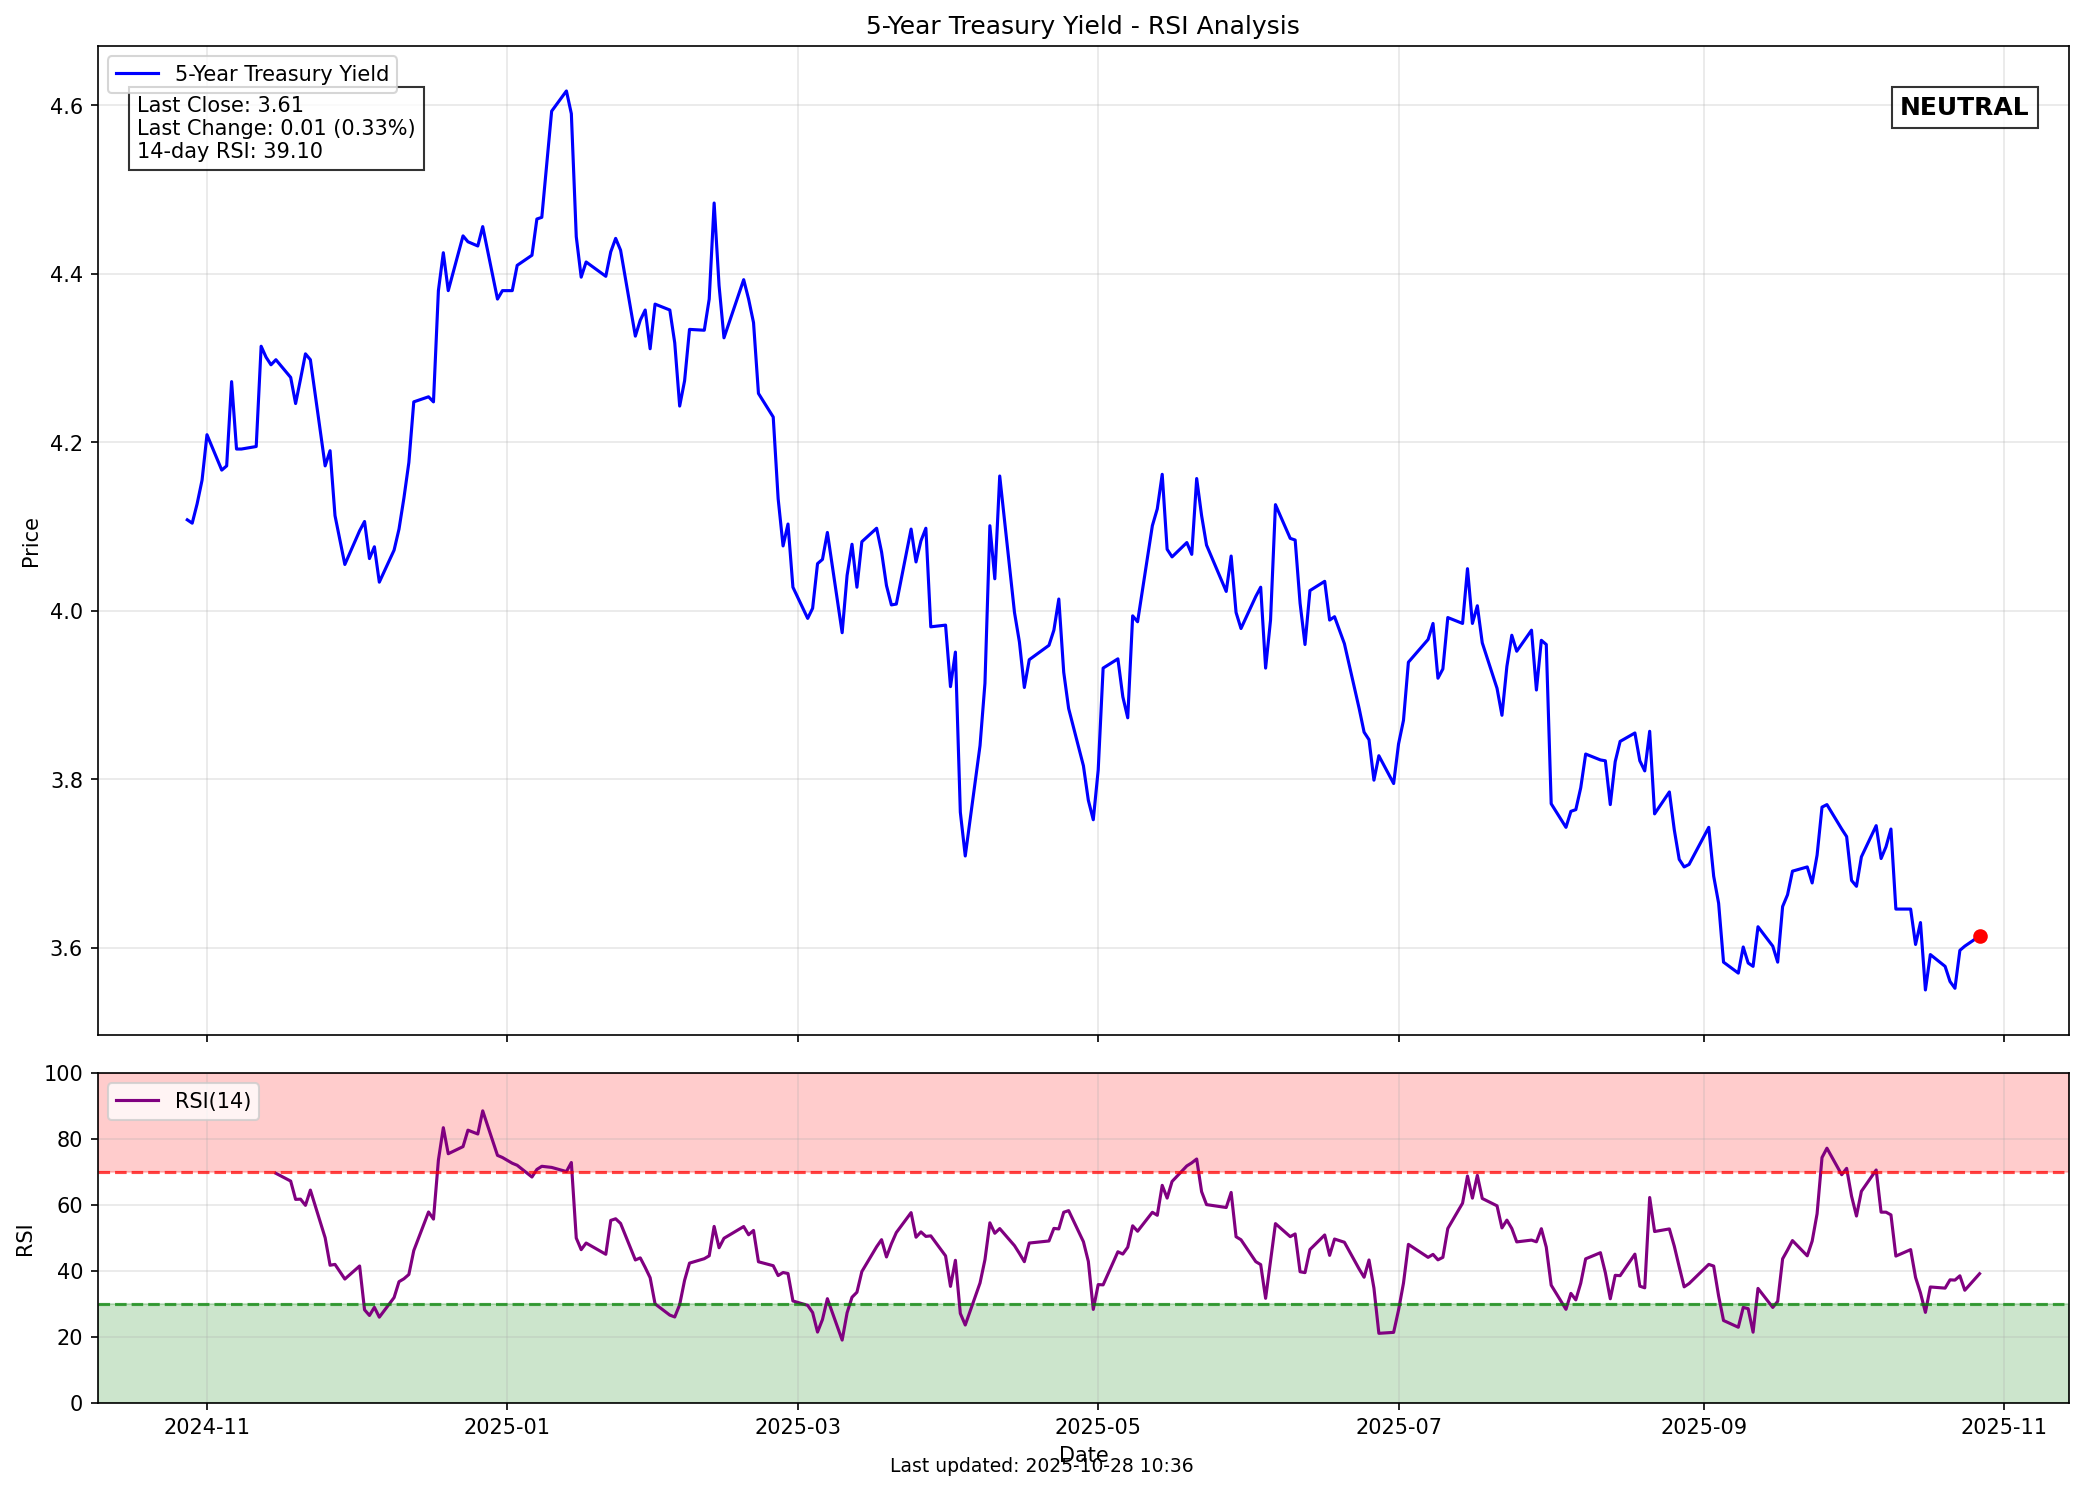 5-Year Treasury Yield - RSI Analysis
5-Year Treasury Yield
Last Close: 3.61
Last Change: 0.01 (0.33%)
14-day RSI: 39.10
NEUTRAL
Price
4.6
4.4
4.2
4.0
3.8
3.6
RSI(14)
RSI
100
80
60
40
20
0
2024-11
2025-01
2025-03
2025-05
2025-07
2025-09
2025-11
Date
Last updated: 2025-10-28 10:36